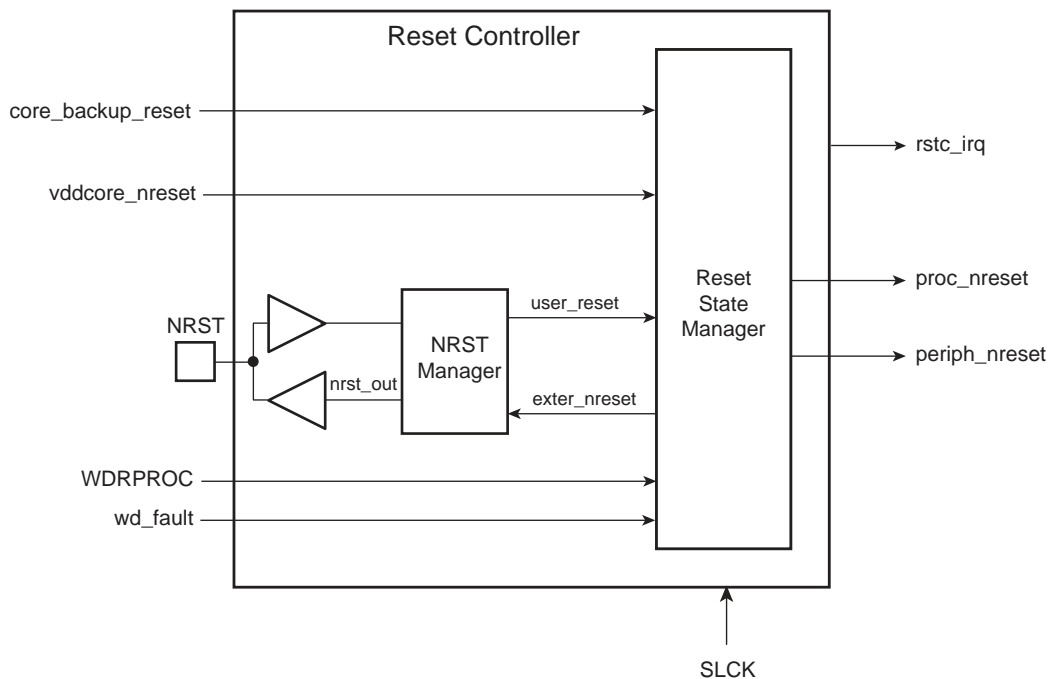 Reset Controller
core_backup_reset
rstc_irq
vddcore_nreset
Reset
State
Manager
proc_nreset
user_reset
NRST
NRST
Manager
periph_nreset
nrst_out
exter_nreset
WDRPROC
wd_fault
SLCK